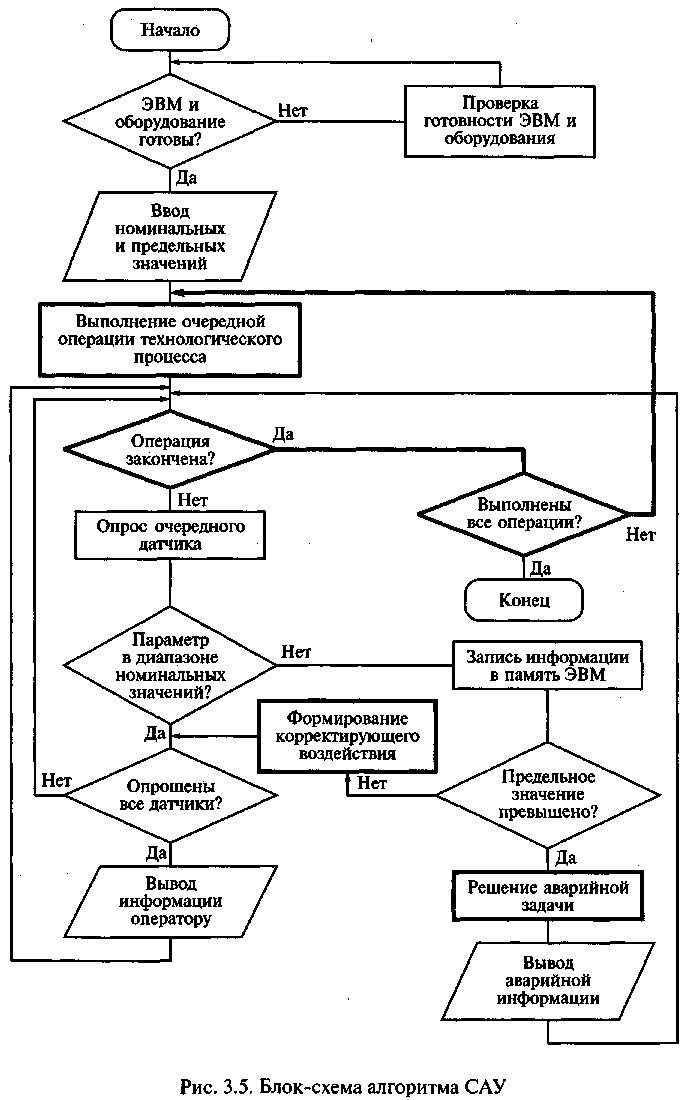 Начало
ЭВМ и
оборудование
готовы?
Нет
Проверка
готовности ЭВМ и
оборудования
Да
Ввод
номинальных
и предельных
значений
Выполнение очередной
операции технологического
процесса
Операция
закончена?
Да
Нет
Выполнены
все операции?
Нет
Да
Конец
Опрос очередного
датчика
Параметр
в диапазоне
номинальных
значений?
Нет
Запись информации
в память ЭВМ
Да
Формирование
корректирующего
воздействия
Нет
Опрошены
все датчики?
Нет
Предельное
значение
превышено?
Да
Да
Вывод
информации
оператору
Решение аварийной
задачи
Вывод
аварийной
информации
Рис. 3.5. Блок-схема алгоритма САУ